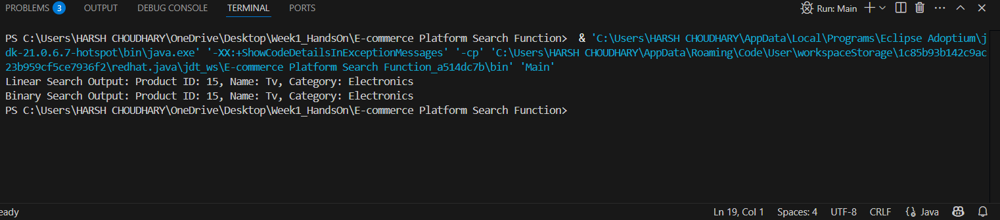 PROBLEMS 3 OUTPUT DEBUG CONSOLE TERMINAL PORTS Run: Main
PS C:\Users\HARSH CHOUDHARY\OneDrive\Desktop\Week1_HandsOn\E-commerce Platform Search Function>  & 'C:\Users\HARSH CHOUDHARY\AppData\Local\Programs\Eclipse Adoptium\j
dk-21.0.6.7-hotspot\bin\java.exe' '-XX:+ShowCodeDetailsInExceptionMessages' '-cp' 'C:\Users\HARSH CHOUDHARY\AppData\Roaming\Code\User\workspaceStorage\1c85b93b142c9ac
23b959cf5ce7936f2\redhat.java\jdt_ws\E-commerce Platform Search Function_a514dc7b\bin' 'Main'
Linear Search Output: Product ID: 15, Name: Tv, Category: Electronics
Binary Search Output: Product ID: 15, Name: Tv, Category: Electronics
PS C:\Users\HARSH CHOUDHARY\OneDrive\Desktop\Week1_HandsOn\E-commerce Platform Search Function>
eady Ln 19, Col 1 Spaces: 4 UTF-8 CRLF Java